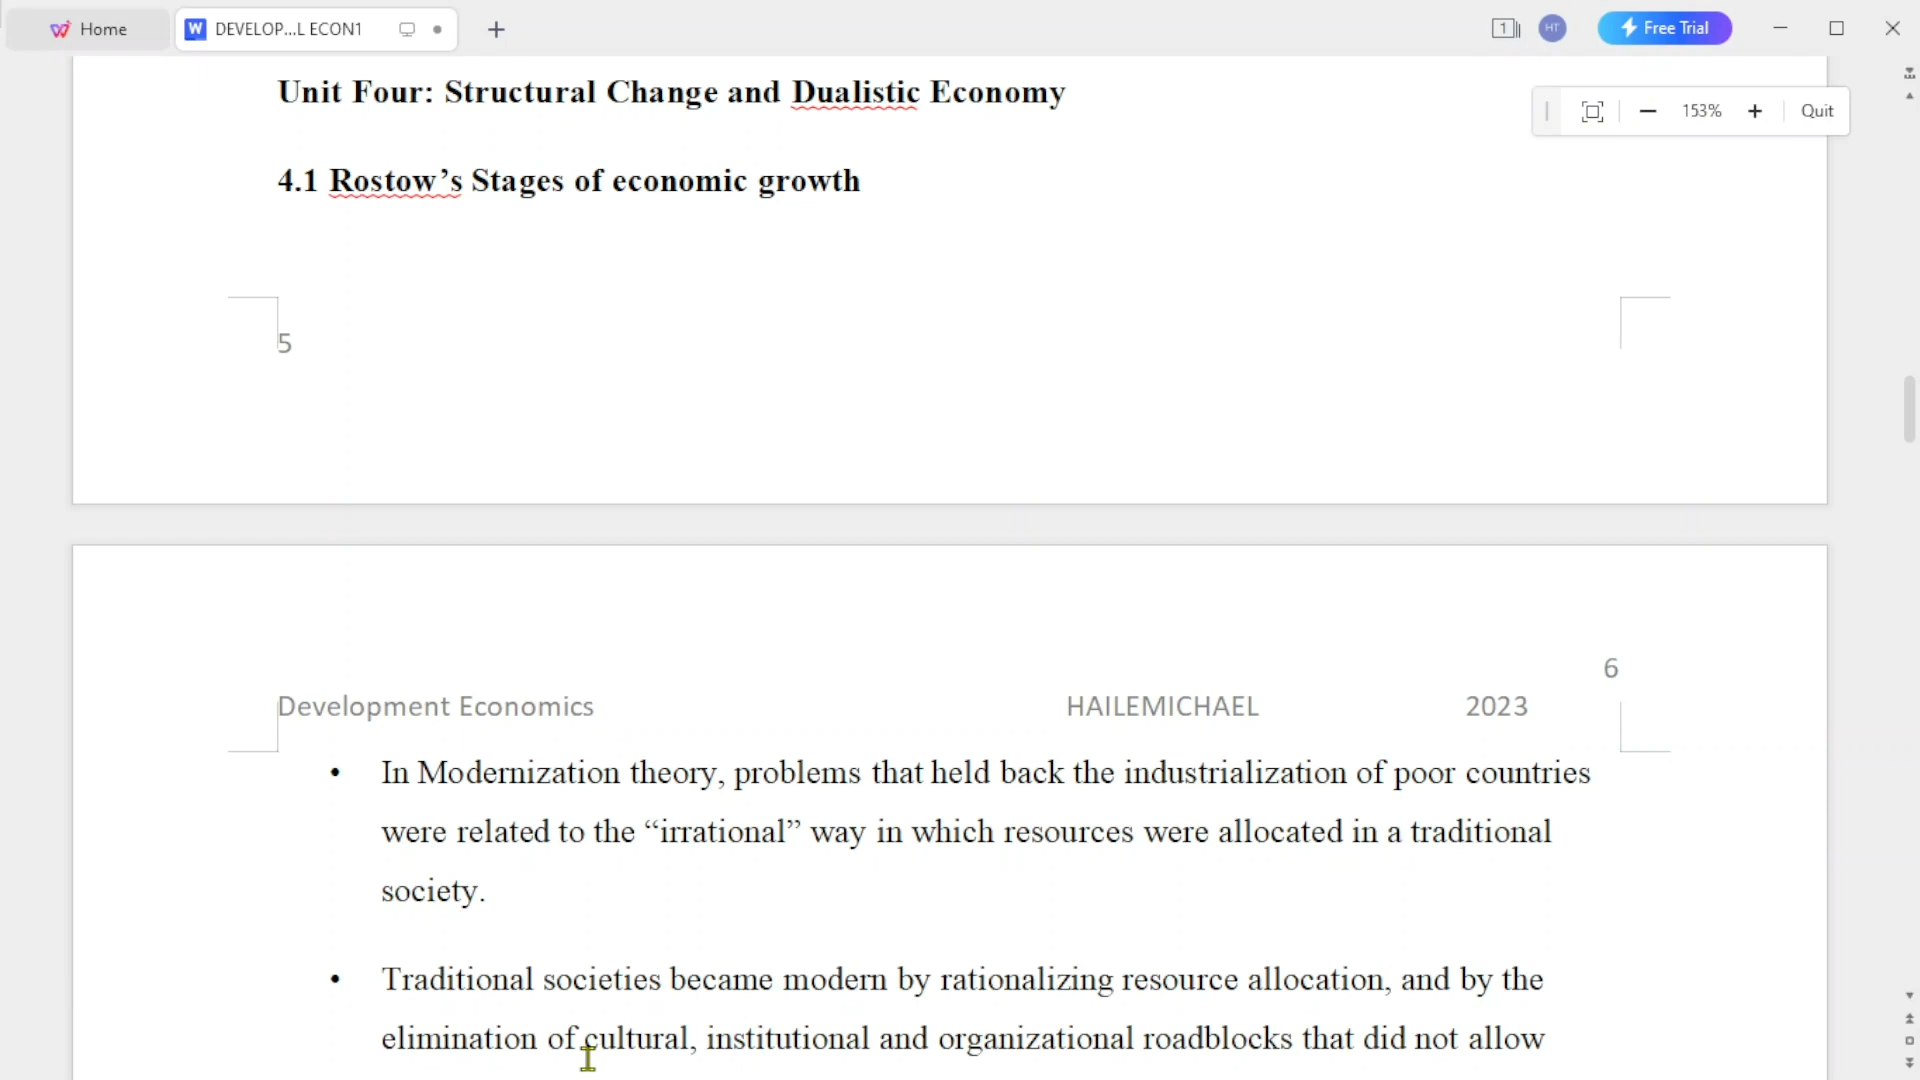 Home
DEVELOP...L ECON1
1
HT
Free Trial
153%
Quit
Unit Four: Structural Change and Dualistic Economy
4.1 Rostow’s Stages of economic growth
5
6
Development Economics HAILEMICHAEL 2023
• In Modernization theory, problems that held back the industrialization of poor countries
were related to the “irrational” way in which resources were allocated in a traditional
society.
• Traditional societies became modern by rationalizing resource allocation, and by the
elimination of cultural, institutional and organizational roadblocks that did not allow